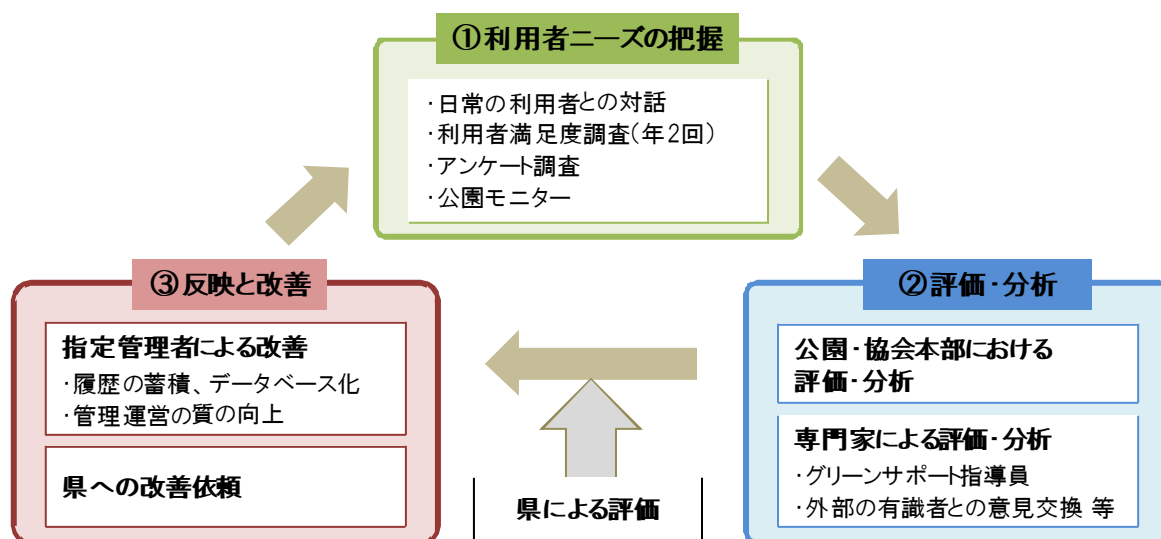 ①利用者ニーズの把握
・日常の利用者との対話
・利用者満足度調査(年2回)
・アンケート調査
・公園モニター
③反映と改善
指定管理者による改善
・履歴の蓄積、データベース化
・管理運営の質の向上
県への改善依頼
県による評価
②評価・分析
公園・協会本部における
評価・分析
専門家による評価・分析
・グリーンサポート指導員
・外部の有識者との意見交換 等